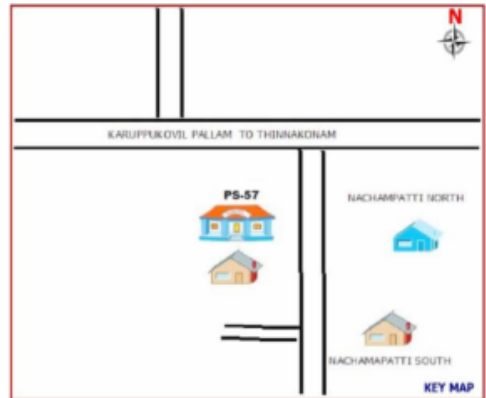 N
KARUPPUKOVIL PALLAM TO THINNAKONAM
PS-57
NACHAMPATTI NORTH
NACHAMAPATTI SOUTH
KEY MAP